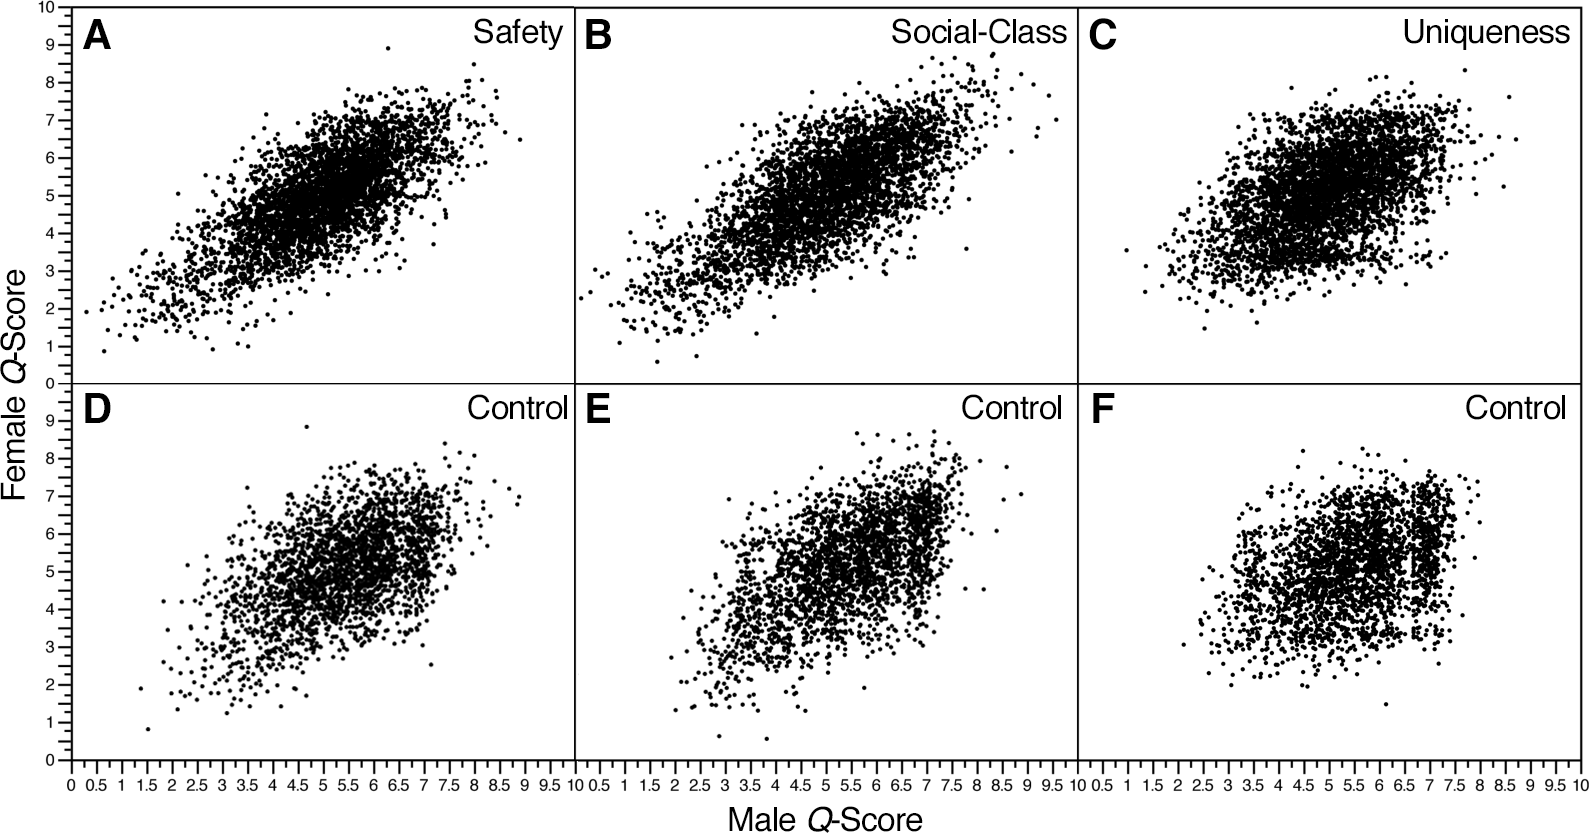 A Safety
B Social-Class
C Uniqueness
10
9
8
7
6
5
4
3
2
1
0
D Control
E Control
F Control
9
8
7
6
5
4
3
2
1
0
Female Q-Score
0 0.5 1 1.5 2 2.5 3 3.5 4 4.5 5 5.5 6 6.5 7 7.5 8 8.5 9 9.5 10 0.5 1 1.5 2 2.5 3 3.5 4 4.5 5 5.5 6 6.5 7 7.5 8 8.5 9 9.5 10 0.5 1 1.5 2 2.5 3 3.5 4 4.5 5 5.5 6 6.5 7 7.5 8 8.5 9 9.5 10
Male Q-Score